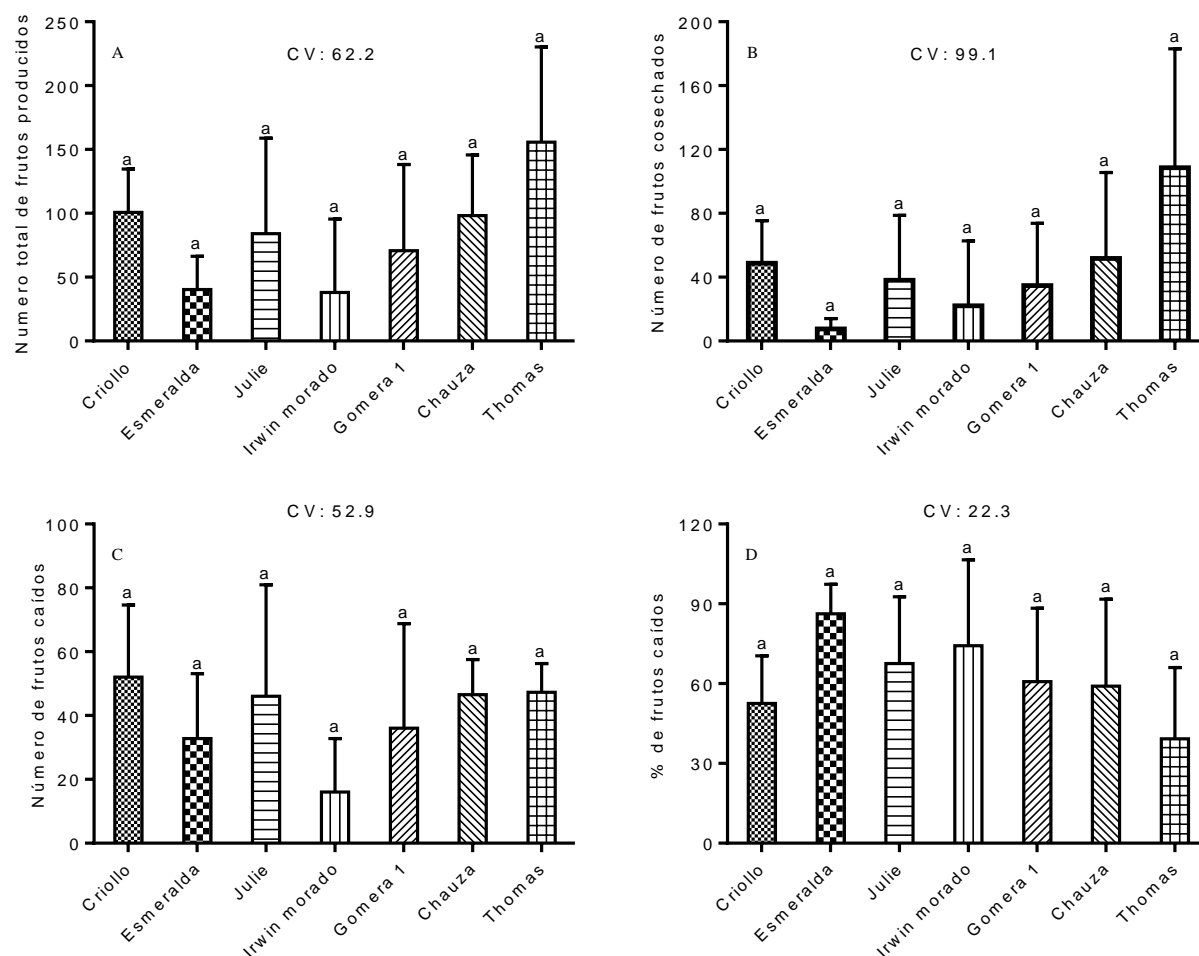 A
CV: 62.2
Número total de frutos producidos
250
200
150
100
50
0
a
a
a
a
a
a
a
Criollo
Esmeralda
Julie
Irwin morado
Gomera 1
Chauza
Thomas
B
CV: 99.1
Número de frutos cosechados
200
160
120
80
40
0
a
a
a
a
a
a
a
Criollo
Esmeralda
Julie
Irwin morado
Gomera 1
Chauza
Thomas
CV: 52.9
C
Número de frutos caídos
100
80
60
40
20
0
a
a
a
a
a
a
a
Criollo
Esmeralda
Julie
Irwin morado
Gomera 1
Chauza
Thomas
CV: 22.3
D
% de frutos caídos
120
90
60
30
0
a
a
a
a
a
a
a
Criollo
Esmeralda
Julie
Irwin morado
Gomera 1
Chauza
Thomas